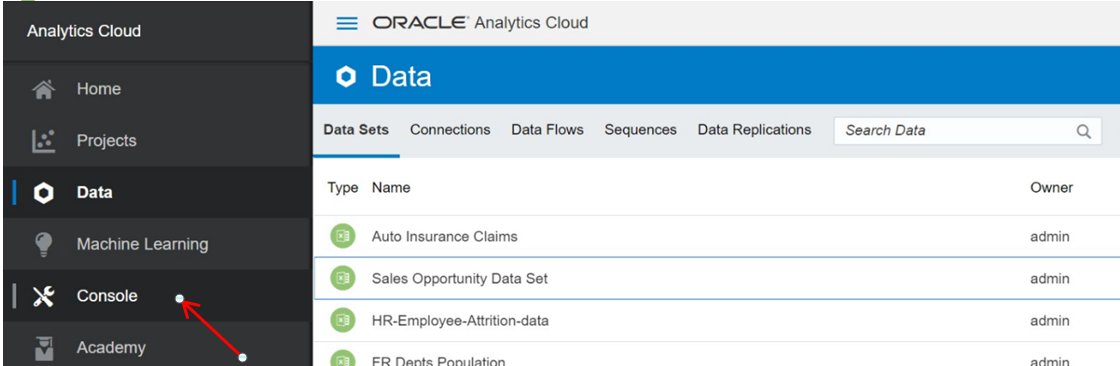 Analytics Cloud
Home
Projects
Data
Machine Learning
Console
Academy
ORACLE® Analytics Cloud
Data
Data Sets Connections Data Flows Sequences Data Replications Search Data
Type Name Owner
Auto Insurance Claims admin
Sales Opportunity Data Set admin
HR-Employee-Attrition-data admin
FR Depts Population admin